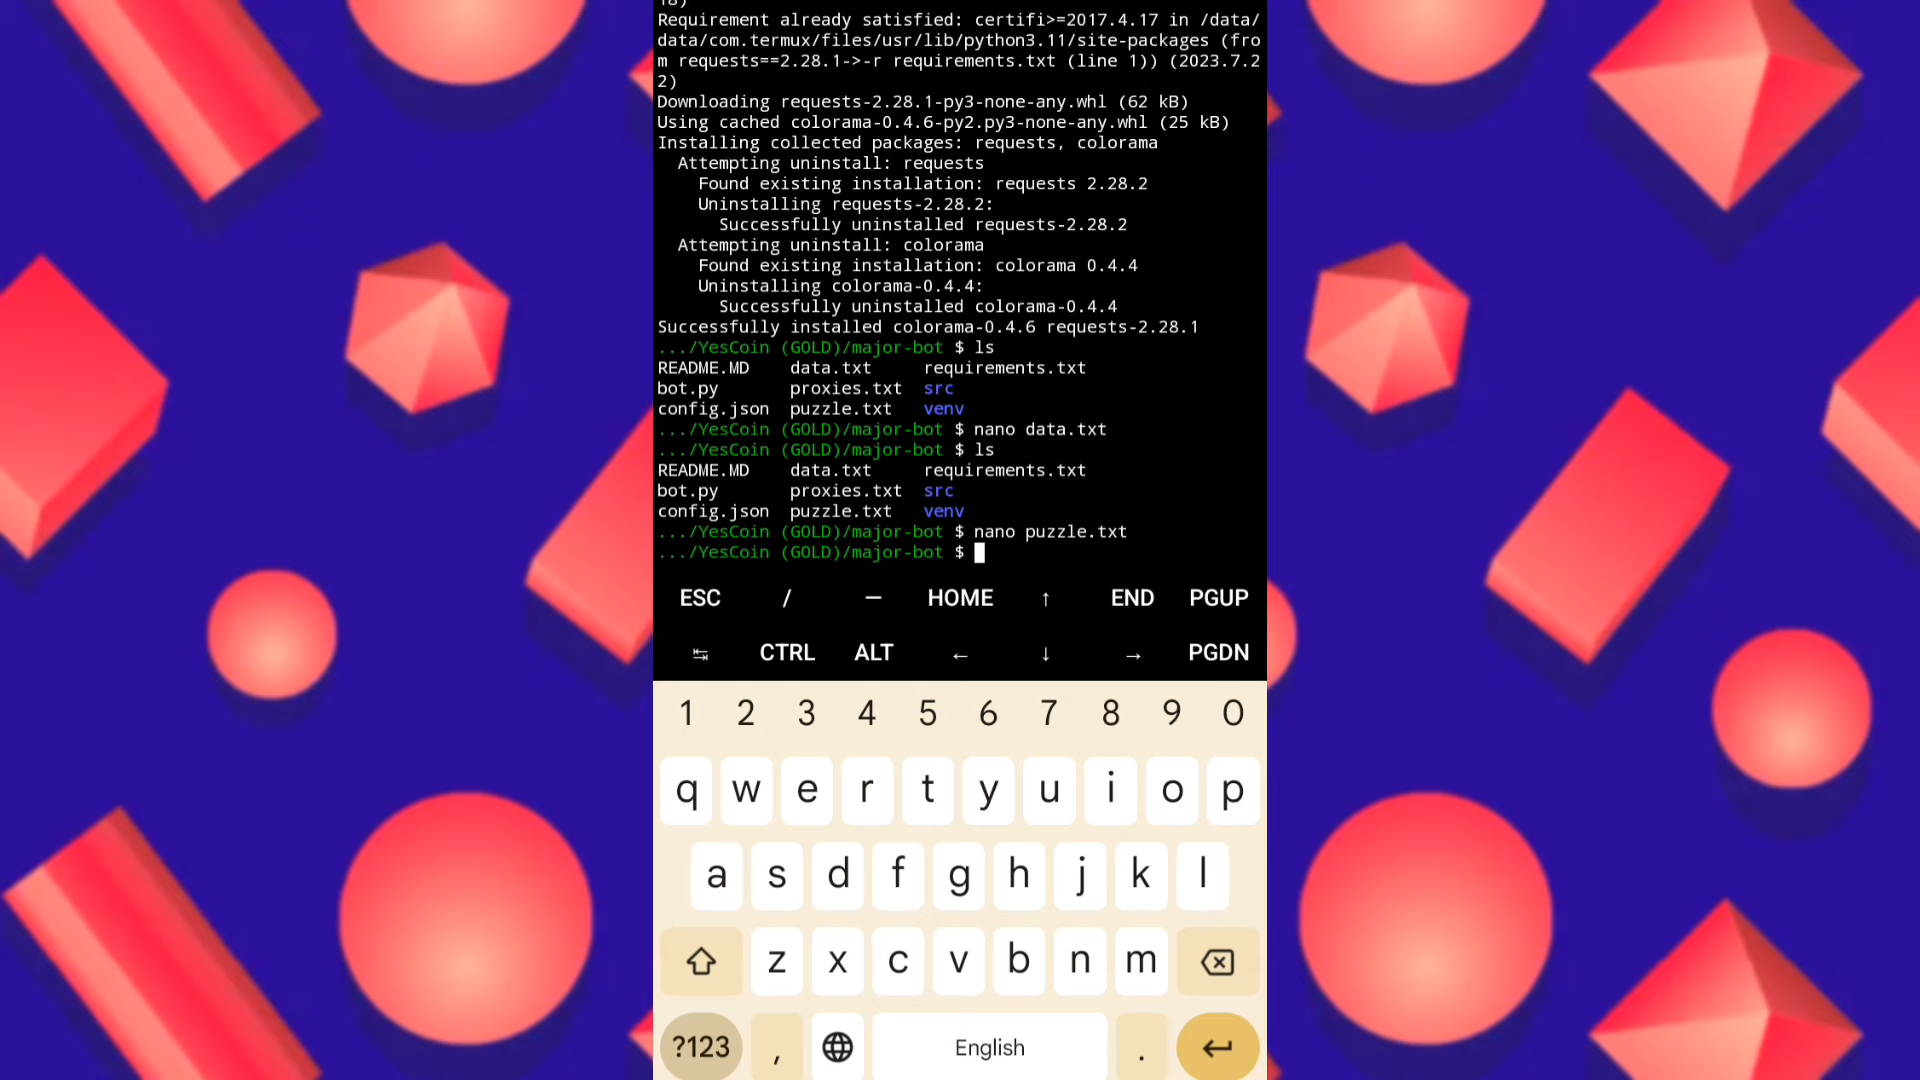 18)
Requirement already satisfied: certifi>=2017.4.17 in /data/
data/com.termux/files/usr/lib/python3.11/site-packages (fro
m requests==2.28.1->-r requirements.txt (line 1)) (2023.7.2
2)
Downloading requests-2.28.1-py3-none-any.whl (62 kB)
Using cached colorama-0.4.6-py2.py3-none-any.whl (25 kB)
Installing collected packages: requests, colorama
  Attempting uninstall: requests
    Found existing installation: requests 2.28.2
    Uninstalling requests-2.28.2:
      Successfully uninstalled requests-2.28.2
  Attempting uninstall: colorama
    Found existing installation: colorama 0.4.4
    Uninstalling colorama-0.4.4:
      Successfully uninstalled colorama-0.4.4
Successfully installed colorama-0.4.6 requests-2.28.1
.../YesCoin (GOLD)/major-bot $ ls
README.MD    data.txt     requirements.txt
bot.py       proxies.txt  src
config.json  puzzle.txt   venv
.../YesCoin (GOLD)/major-bot $ nano data.txt
.../YesCoin (GOLD)/major-bot $ ls
README.MD    data.txt     requirements.txt
bot.py       proxies.txt  src
config.json  puzzle.txt   venv
.../YesCoin (GOLD)/major-bot $ nano puzzle.txt
.../YesCoin (GOLD)/major-bot $
ESC / — HOME ↑ END PGUP
↹ CTRL ALT ← ↓ → PGDN
1 2 3 4 5 6 7 8 9 0
q w e r t y u i o p
a s d f g h j k l
z x c v b n m
?123 , English .